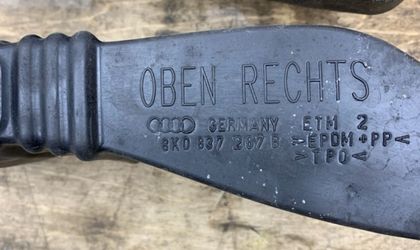 OBEN RECHTS
GERMANY ETM 2
8K0 837 267 B >EPDM+PP<
>TPO<